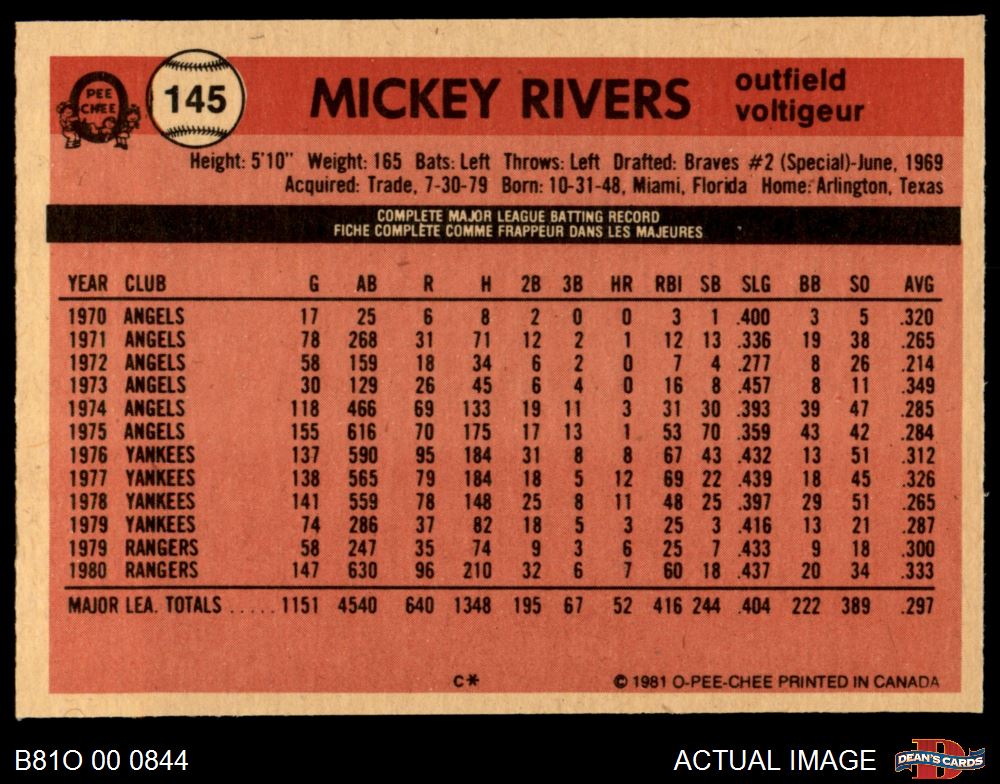 O
PEE
CHEE
145
MICKEY RIVERS
outfield
voltigeur
Height: 5'10" Weight: 165 Bats: Left Throws: Left Drafted: Braves #2 (Special)-June, 1969
Acquired: Trade, 7-30-79 Born: 10-31-48, Miami, Florida Home: Arlington, Texas
COMPLETE MAJOR LEAGUE BATTING RECORD
FICHE COMPLÈTE COMME FRAPPEUR DANS LES MAJEURES
YEAR CLUB G AB R H 2B 3B HR RBI SB SLG BB SO AVG
1970 ANGELS 17 25 6 8 2 0 0 3 1 .400 3 5 .320
1971 ANGELS 78 268 31 71 12 2 1 12 13 .336 19 38 .265
1972 ANGELS 58 159 18 34 6 2 0 7 4 .277 8 26 .214
1973 ANGELS 30 129 26 45 6 4 0 16 8 .457 8 11 .349
1974 ANGELS 118 466 69 133 19 11 3 31 30 .393 39 47 .285
1975 ANGELS 155 616 70 175 17 13 1 53 70 .359 43 42 .284
1976 YANKEES 137 590 95 184 31 8 8 67 43 .432 13 51 .312
1977 YANKEES 138 565 79 184 18 5 12 69 22 .439 18 45 .326
1978 YANKEES 141 559 78 148 25 8 11 48 25 .397 29 51 .265
1979 YANKEES 74 286 37 82 18 5 3 25 3 .416 13 21 .287
1979 RANGERS 58 247 35 74 9 3 6 25 7 .433 9 18 .300
1980 RANGERS 147 630 96 210 32 6 7 60 18 .437 20 34 .333
MAJOR LEA. TOTALS ..... 1151 4540 640 1348 195 67 52 416 244 .404 222 389 .297
C* © 1981 O-PEE-CHEE PRINTED IN CANADA
B81O 00 0844
ACTUAL IMAGE
D
DEAN'S CARDS